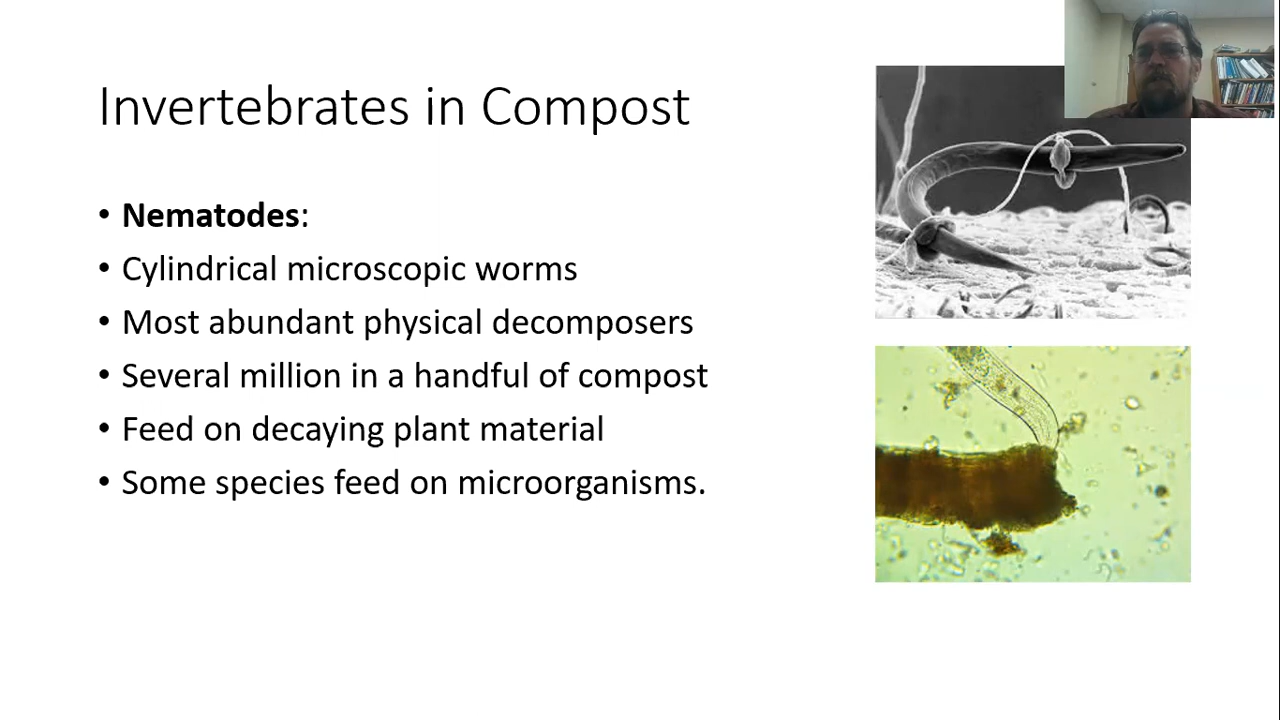 Invertebrates in Compost
• Nematodes:
• Cylindrical microscopic worms
• Most abundant physical decomposers
• Several million in a handful of compost
• Feed on decaying plant material
• Some species feed on microorganisms.